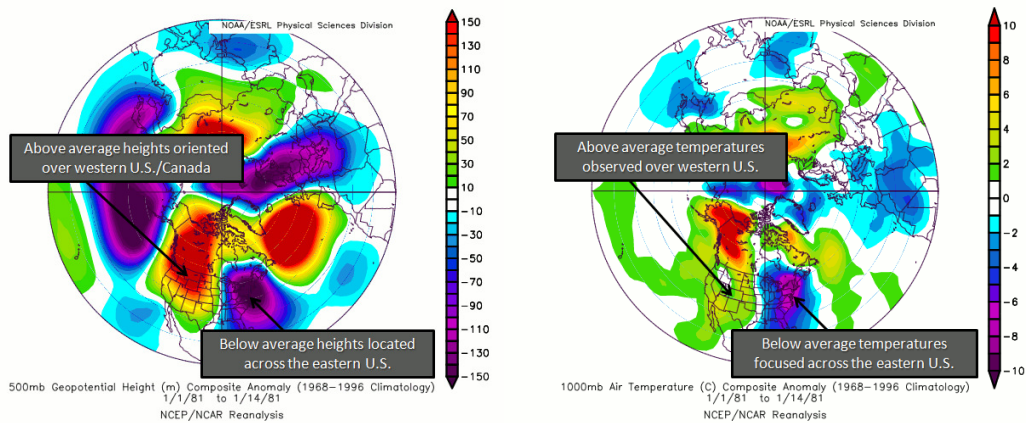 NOAA/ESRL Physical Sciences Division
150
130
110
90
70
50
30
10
-10
-30
-50
-70
-90
-110
-130
-150
Above average heights oriented
over western U.S./Canada
Below average heights located
across the eastern U.S.
500mb Geopotential Height (m) Composite Anomaly (1968-1996 Climatology)
1/1/81 to 1/14/81
NCEP/NCAR Reanalysis
NOAA/ESRL Physical Sciences Division
10
8
6
4
2
0
-2
-4
-6
-8
-10
Above average temperatures
observed over western U.S.
Below average temperatures
focused across the eastern U.S.
1000mb Air Temperature (C) Composite Anomaly (1968-1996 Climatology)
1/1/81 to 1/14/81
NCEP/NCAR Reanalysis